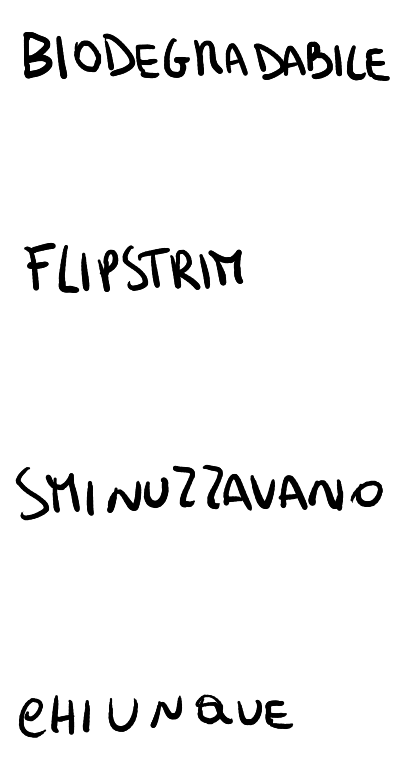 BIODEGRADABILE
FLIPSTRIM
SMINUZZAVANO
CHIUNQUE